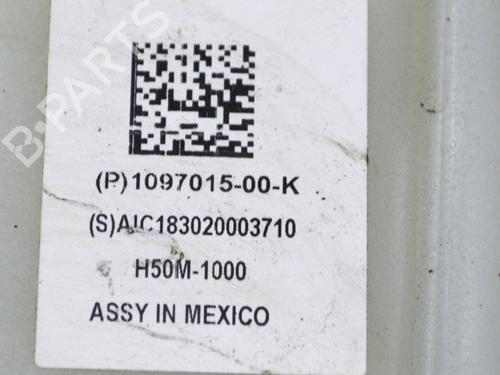 B-PARTS
(P)1097015-00-K
(S)AIC183020003710
H50M-1000
ASSY IN MEXICO